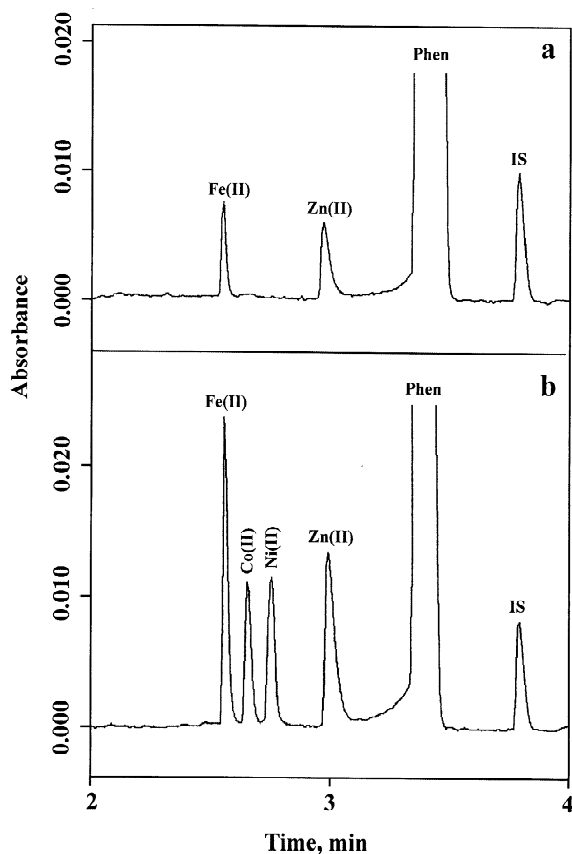 0.020
a
Phen
0.010
IS
Fe(II)
Zn(II)
0.000
Absorbance
b
Phen
Fe(II)
0.020
Co(II)
Ni(II)
Zn(II)
0.010
IS
0.000
2
3
4
Time, min